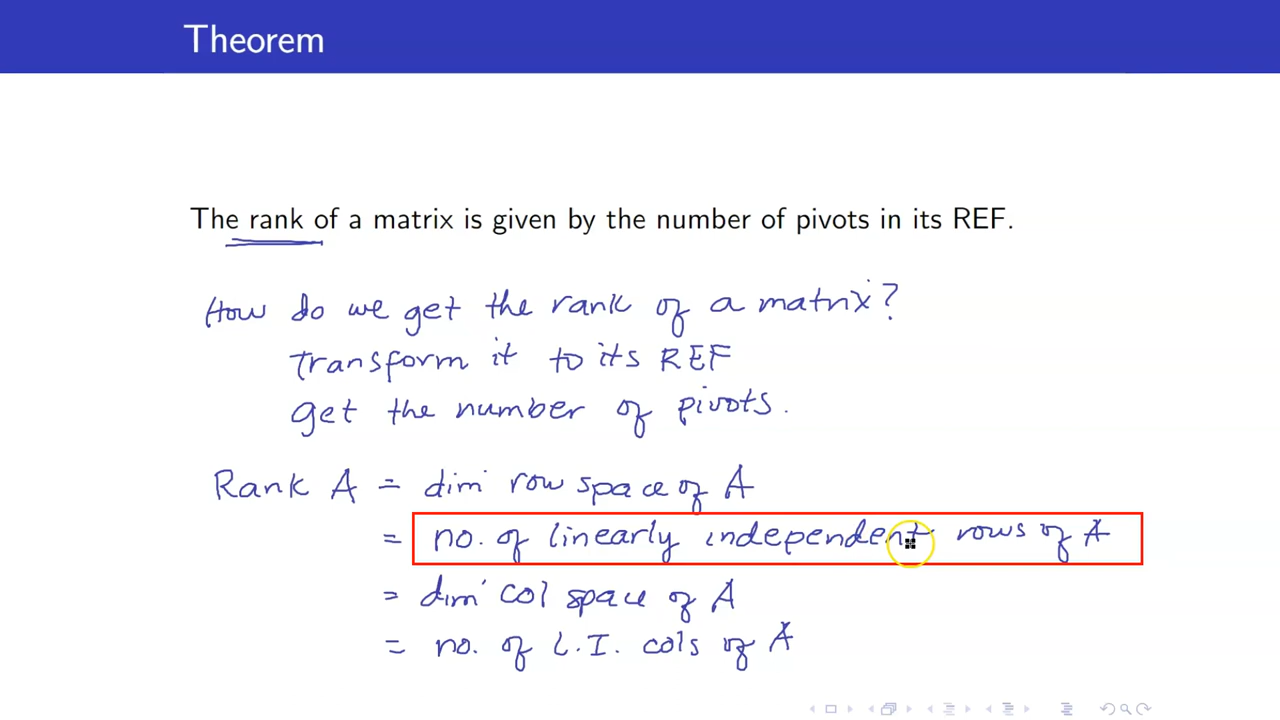 Theorem
The rank of a matrix is given by the number of pivots in its REF.
How do we get the rank of a matrix?
Transform it to its REF
get the number of pivots.
Rank A = dim row space of A
= no. of linearly independent rows of A
= dim col space of A
= no. of L.I. cols of A